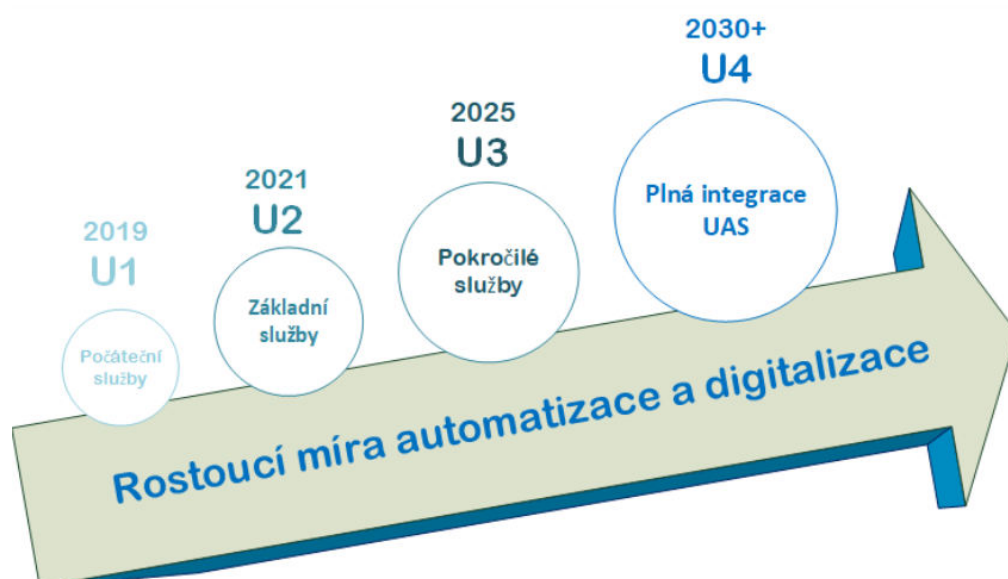 2019
U1
Počáteční
služby
2021
U2
Základní
služby
2025
U3
Pokročilé
služby
2030+
U4
Plná integrace
UAS
Rostoucí míra automatizace a digitalizace